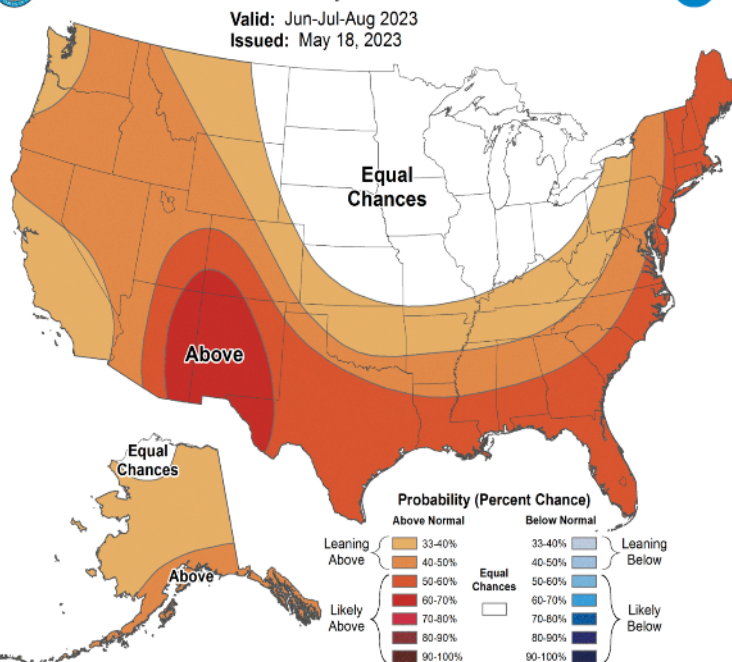 Valid: Jun-Jul-Aug 2023
Issued: May 18, 2023
Equal
Chances
Above
Equal
Chances
Above
Probability (Percent Chance)
Above Normal
Below Normal
Leaning
Above
33-40%
40-50%
Likely
Above
50-60%
60-70%
70-80%
80-90%
90-100%
Equal
Chances
33-40%
40-50%
Leaning
Below
50-60%
60-70%
70-80%
80-90%
90-100%
Likely
Below